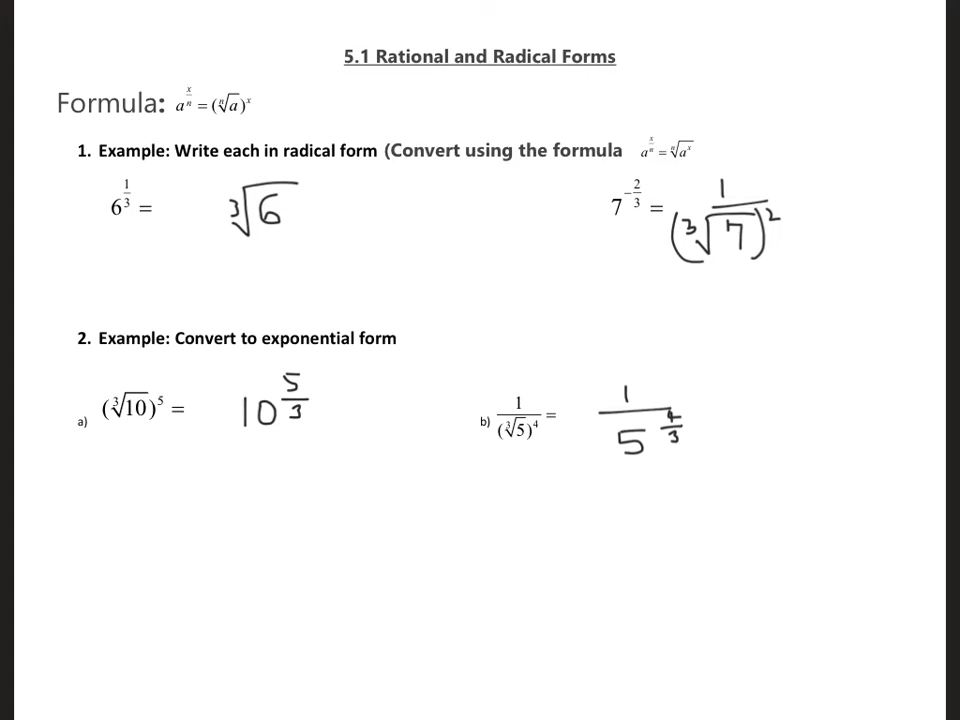 5.1 Rational and Radical Forms
Formula: a^(x/n) = (ⁿ√a)^x
1. Example: Write each in radical form (Convert using the formula a^(x/n) = ⁿ√(a^x)
6^(1/3) = ³√6 7^(-2/3) = 1/(³√7)²
2. Example: Convert to exponential form
a) (³√10)⁵ = 10^(5/3) b) 1/(³√5)⁴ = 1/5^(4/3)